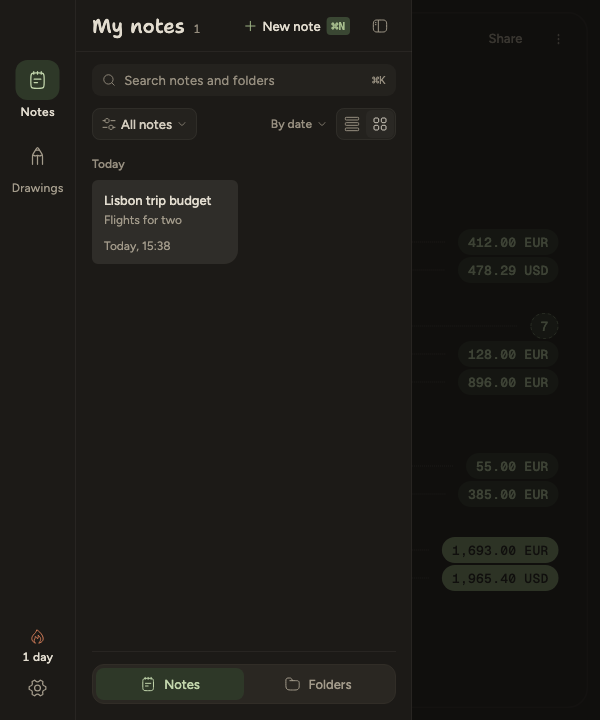 My notes 1
+ New note ⌘N
Share
Search notes and folders ⌘K
Notes
All notes
By date
Today
Drawings
Lisbon trip budget
Flights for two
Today, 15:38
412.00 EUR
478.29 USD
7
128.00 EUR
896.00 EUR
55.00 EUR
385.00 EUR
1,693.00 EUR
1,965.40 USD
1 day
Notes
Folders